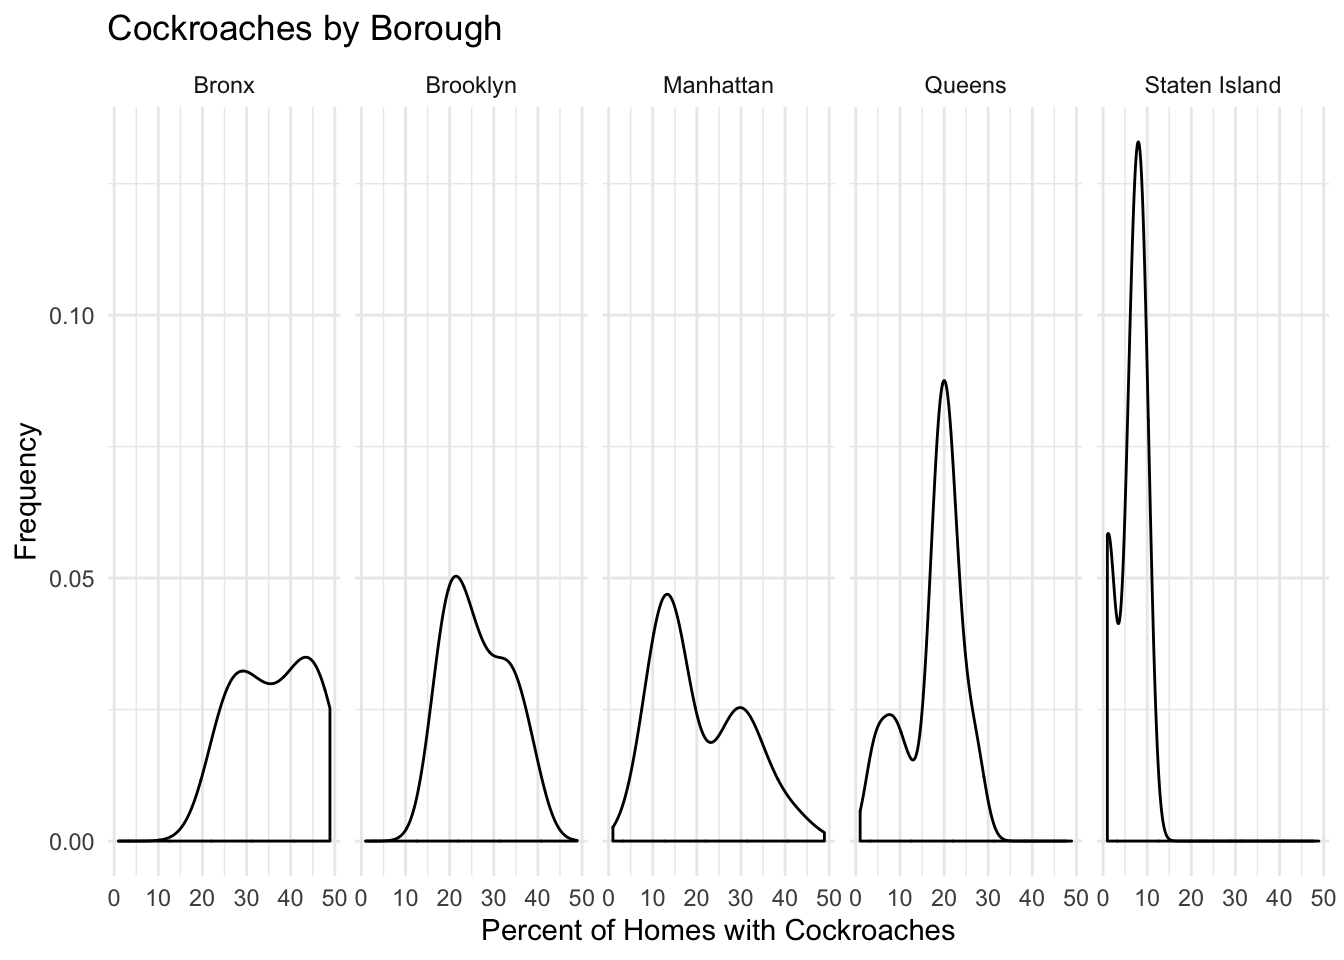 Cockroaches by Borough
Bronx Brooklyn Manhattan Queens Staten Island
0.10
0.05
0.00
Frequency
0 10 20 30 40 50 0 10 20 30 40 50 0 10 20 30 40 50 0 10 20 30 40 50 0 10 20 30 40 50
Percent of Homes with Cockroaches